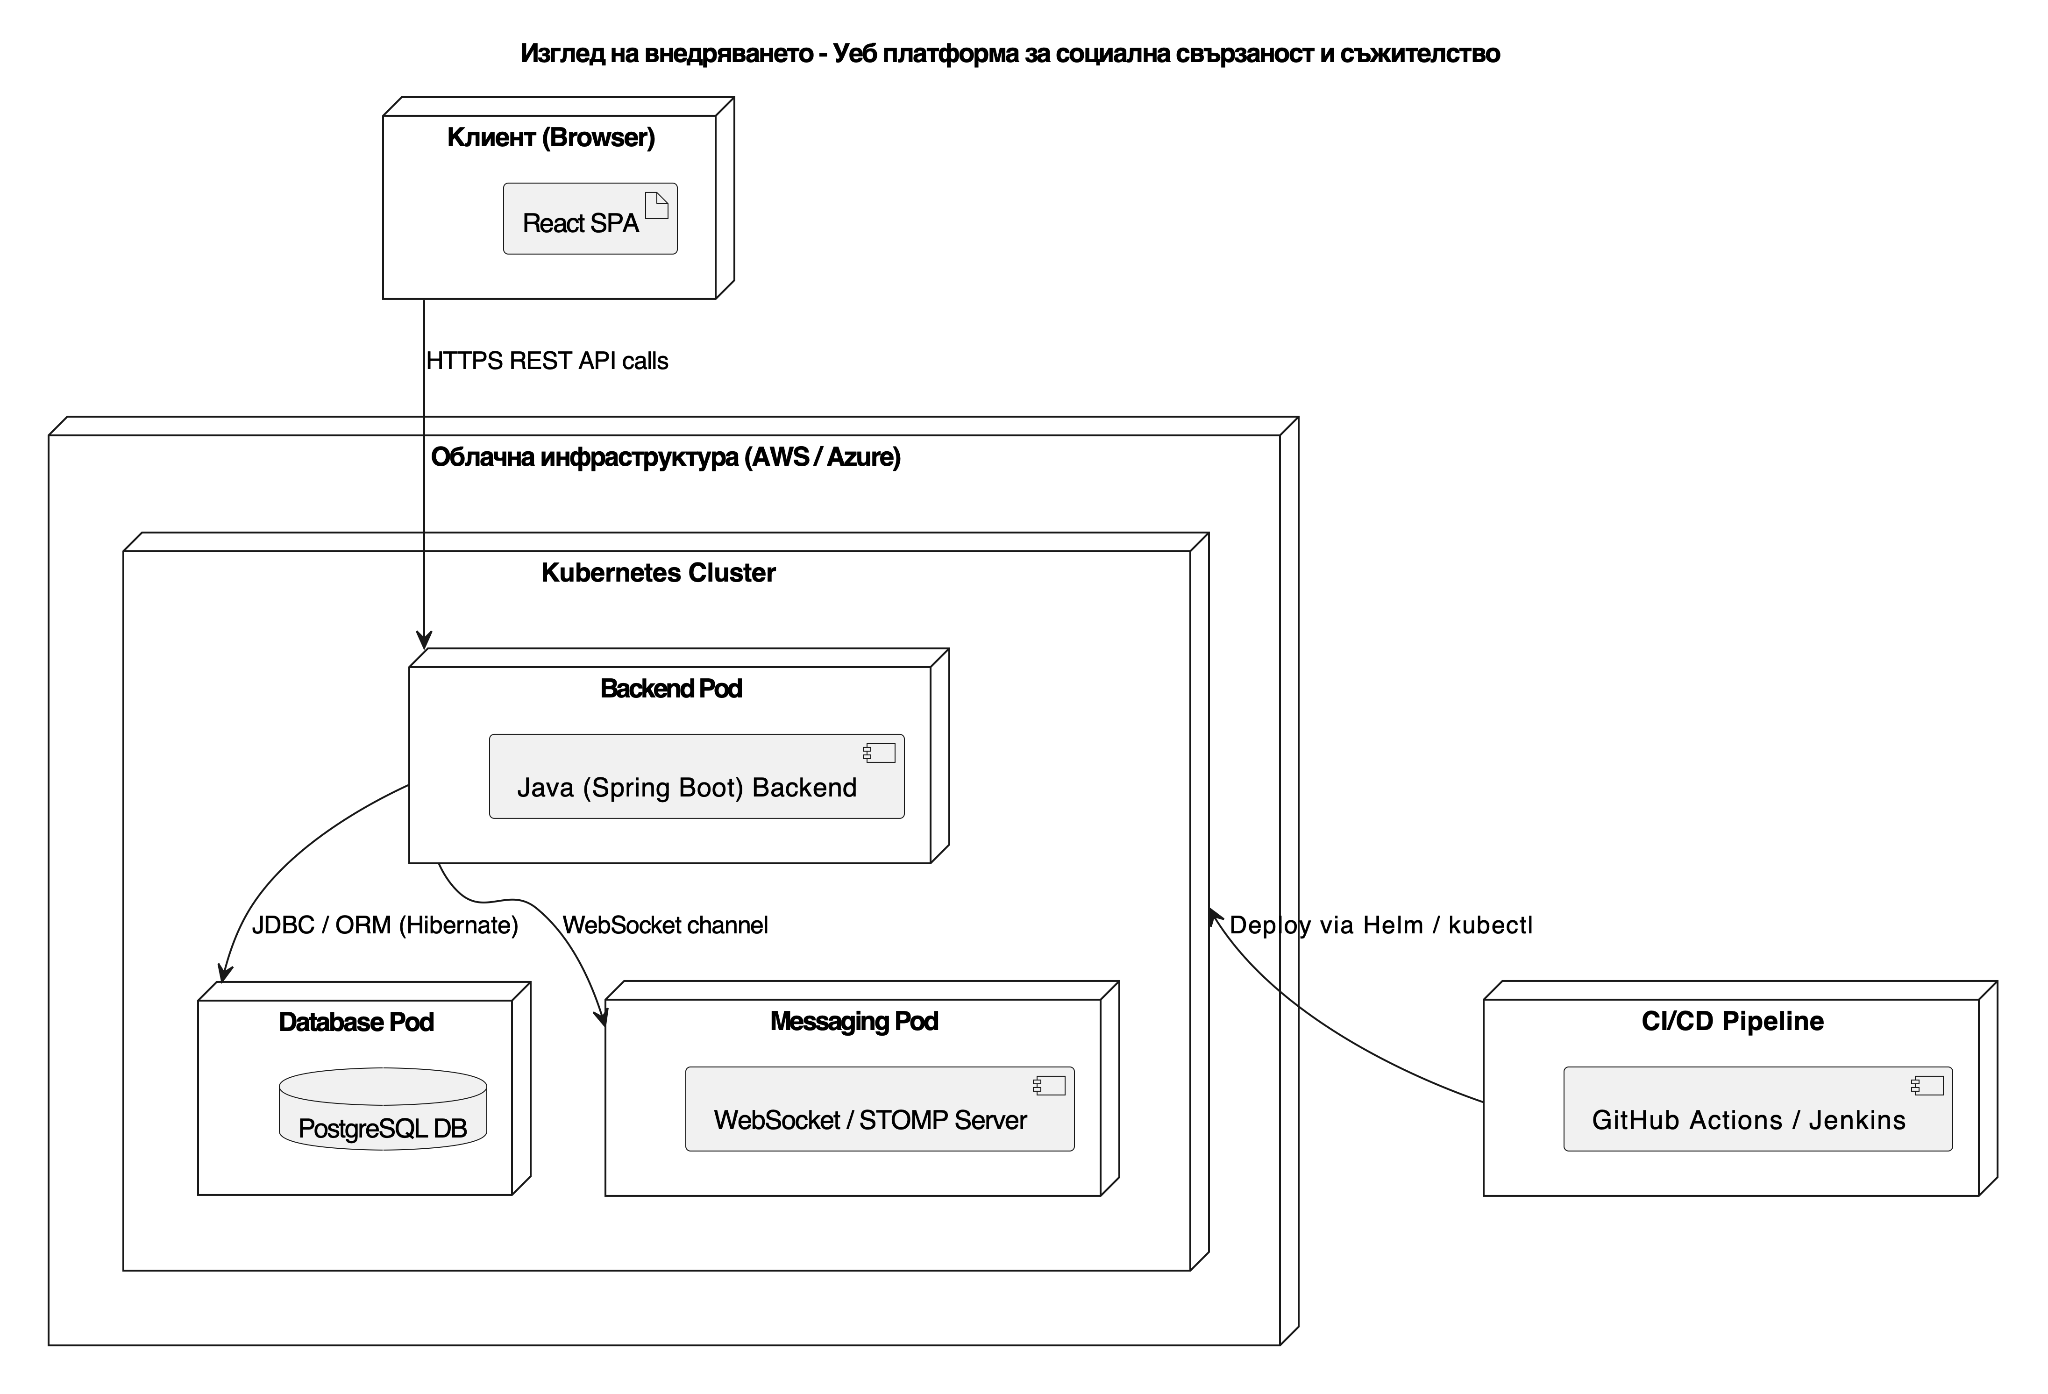 Изглед на внедряването - Уеб платформа за социална свързаност и съжителство
Клиент (Browser)
React SPA
HTTPS REST API calls
Облачна инфраструктура (AWS / Azure)
Kubernetes Cluster
Backend Pod
Java (Spring Boot) Backend
JDBC / ORM (Hibernate)
WebSocket channel
Deploy via Helm / kubectl
Database Pod
PostgreSQL DB
Messaging Pod
WebSocket / STOMP Server
CI/CD Pipeline
GitHub Actions / Jenkins